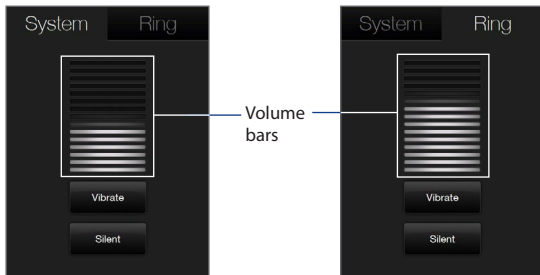 System Ring
Vibrate
Silent
Volume
bars
System Ring
Vibrate
Silent